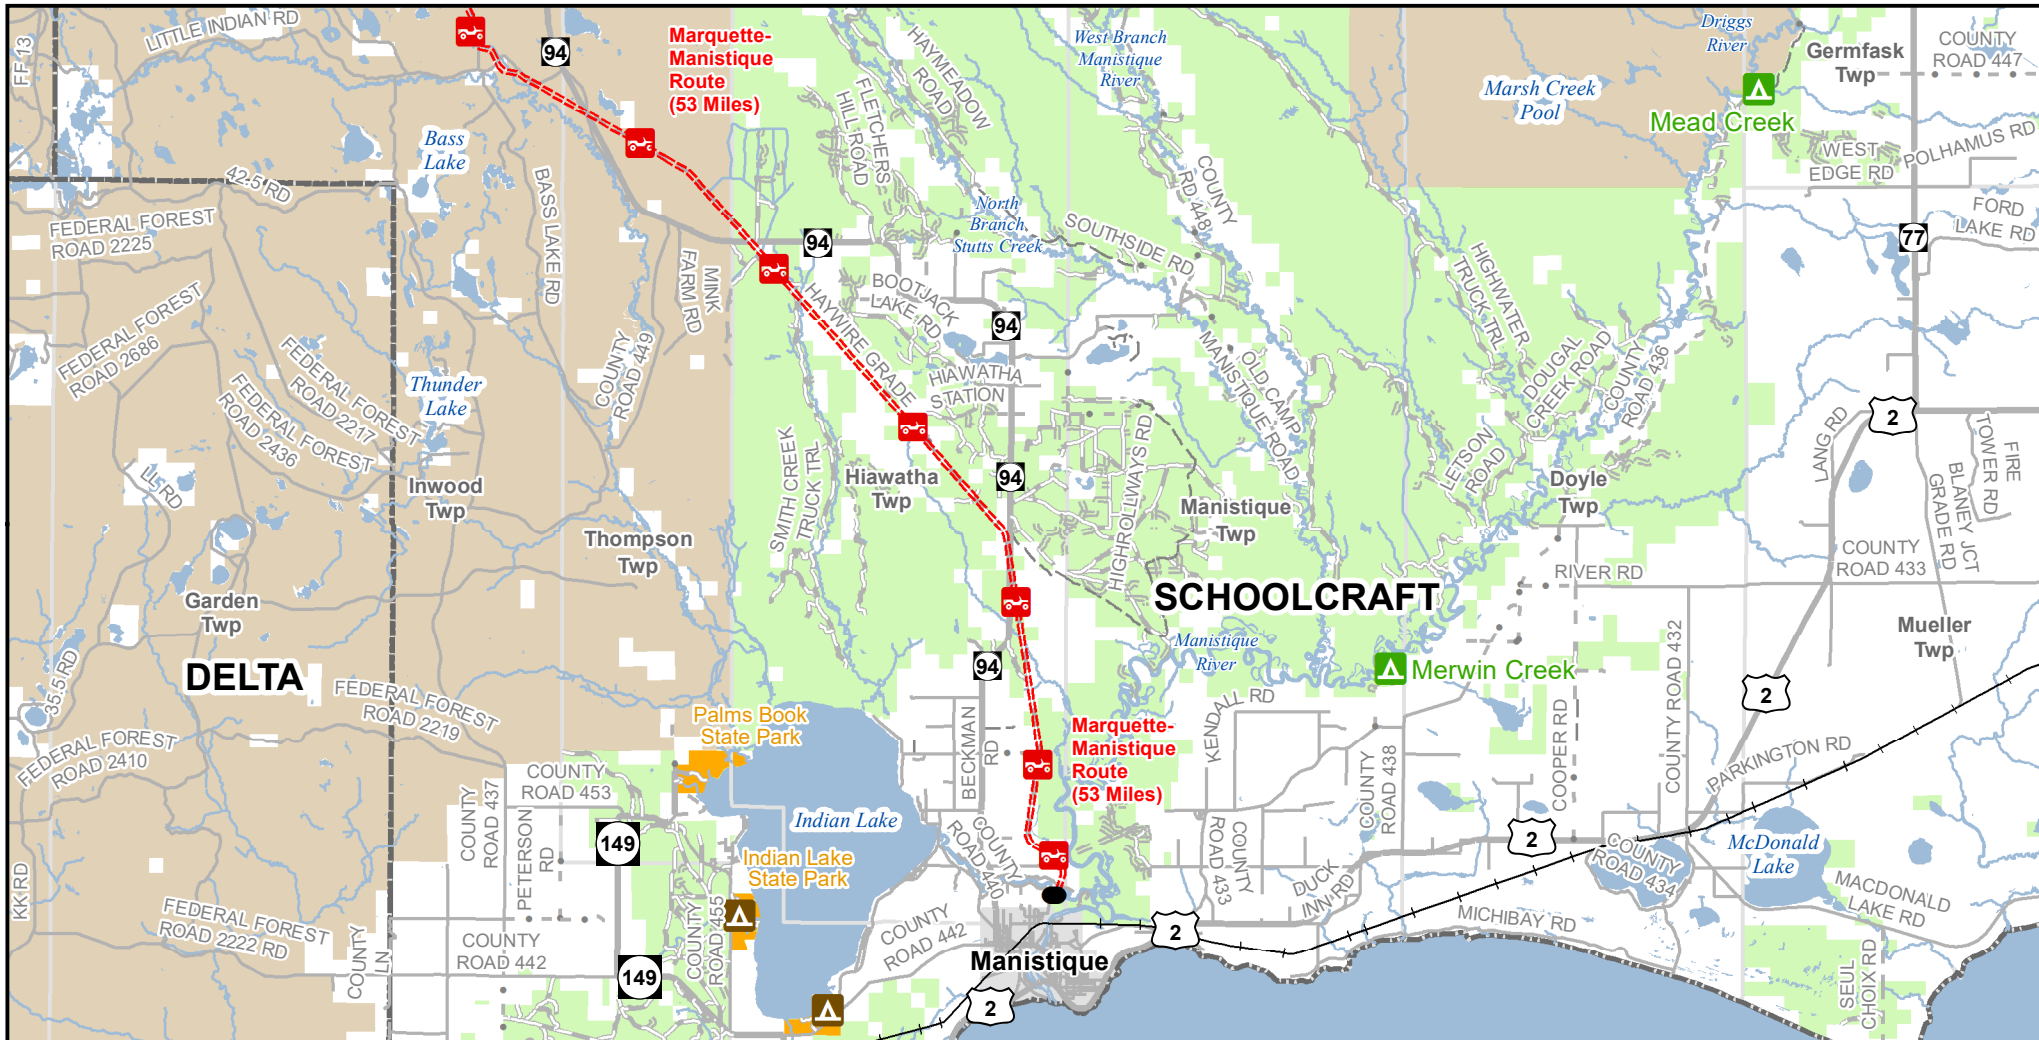 LITTLE INDIAN RD
FF 13
94
Marquette-
Manistique
Route
(53 Miles)
HAYMEADOW
ROAD
FLETCHERS
HILL ROAD
West Branch
Manistique
River
Driggs
River
Germfask
Twp
COUNTY
ROAD 447
Marsh Creek
Pool
Mead Creek
Bass
Lake
WEST
EDGE RD
POLHAMUS RD
42.5 RD
BASS LAKE RD
COUNTY
RD 448
FEDERAL FOREST
ROAD 2225
North
Branch
Stutts Creek
SOUTHSIDE RD
FORD
LAKE RD
77
94
MINK
FARM RD
BOOTJACK
LAKE RD
HIGHWATER
TRUCK TRL
HAYWIRE GRADE
94
FEDERAL FOREST
ROAD 2686
FEDERAL FOREST
ROAD 2217
FEDERAL FOREST
ROAD 2436
Thunder
Lake
COUNTY
ROAD 449
HIAWATHA
STATION
MANISTIQUE ROAD
OLD CAMP
DOUGAL
CREEK ROAD
COUNTY
ROAD 436
2
LANG RD
FIRE
TOWER RD
BLANEY JCT
GRADE RD
LL RD
Inwood
Twp
SMITH CREEK
TRUCK TRL
Hiawatha
Twp
94
HIGHROLLWAYS RD
Manistique
Twp
LETSON
ROAD
Doyle
Twp
Thompson
Twp
COUNTY
ROAD 433
RIVER RD
Garden
Twp
SCHOOLCRAFT
Manistique
River
Mueller
Twp
COUNTY ROAD 432
DELTA
35.5 RD
94
Merwin Creek
2
FEDERAL FOREST
ROAD 2219
FEDERAL FOREST
ROAD 2410
Palms Book
State Park
BECKMAN
RD
Marquette-
Manistique
Route
(53 Miles)
KENDALL RD
COOPER RD
PARKINGTON RD
COUNTY
ROAD 453
COUNTY
ROAD 437
PETERSON
RD
149
Indian Lake
COUNTY
ROAD 440
COUNTY
ROAD 438
2
COUNTY
ROAD 433
COUNTY
ROAD 434
McDonald
Lake
Indian Lake
State Park
DUCK
INN RD
MACDONALD
LAKE RD
KK RD
FEDERAL FOREST
ROAD 2222 RD
COUNTY
LN
COUNTY
ROAD 442
COUNTY
ROAD 455
149
COUNTY
ROAD 442
Manistique
2
2
MICHIBAY RD
SEUL
CHOIX RD